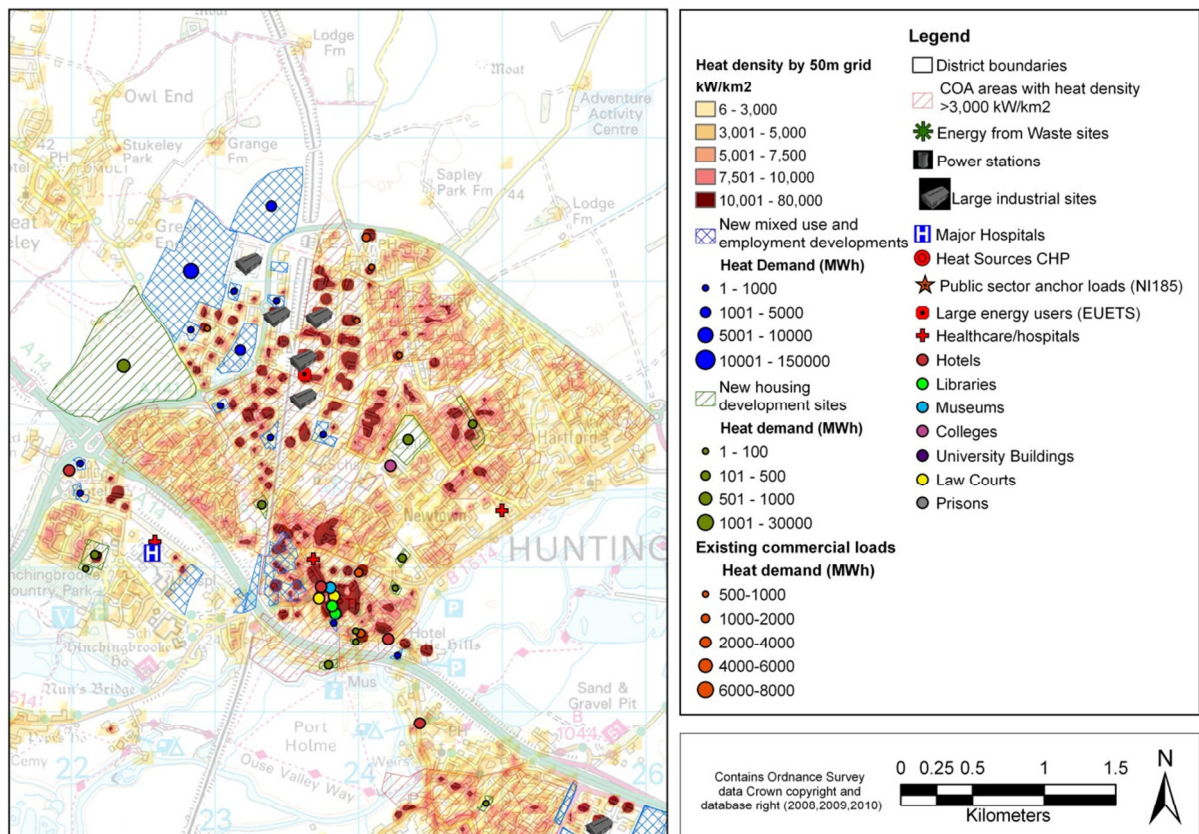 Lodge
Fm
Moat
Owl End
Adventure
Activity
Centre
42
Stukeley
Park
Grange
Fm
PH
Sapley
Park Fm
44
Lodge
Fm
A 14
Hartford
Newtown
A 14
HUNTING
B1514
Country Park
Hotel
Mus
Nun's Bridge
Sand &
Gravel Pit
Port
Holme
PH
B
1044
Weirs
Cemy
22
Ouse Valley Way
24
26
23
Legend
Heat density by 50m grid
kW/km2
6 - 3,000
3,001 - 5,000
5,001 - 7,500
7,501 - 10,000
10,001 - 80,000
New mixed use and
employment developments
Heat Demand (MWh)
1 - 1000
1001 - 5000
5001 - 10000
10001 - 150000
New housing
development sites
Heat demand (MWh)
1 - 100
101 - 500
501 - 1000
1001 - 30000
Existing commercial loads
Heat demand (MWh)
500-1000
1000-2000
2000-4000
4000-6000
6000-8000
District boundaries
COA areas with heat density
>3,000 kW/km2
Energy from Waste sites
Power stations
Large industrial sites
H Major Hospitals
Heat Sources CHP
Public sector anchor loads (NI185)
Large energy users (EUETS)
Healthcare/hospitals
Hotels
Libraries
Museums
Colleges
University Buildings
Law Courts
Prisons
Contains Ordnance Survey
data Crown copyright and
database right (2008,2009,2010)
0 0.25 0.5 1 1.5
Kilometers
N